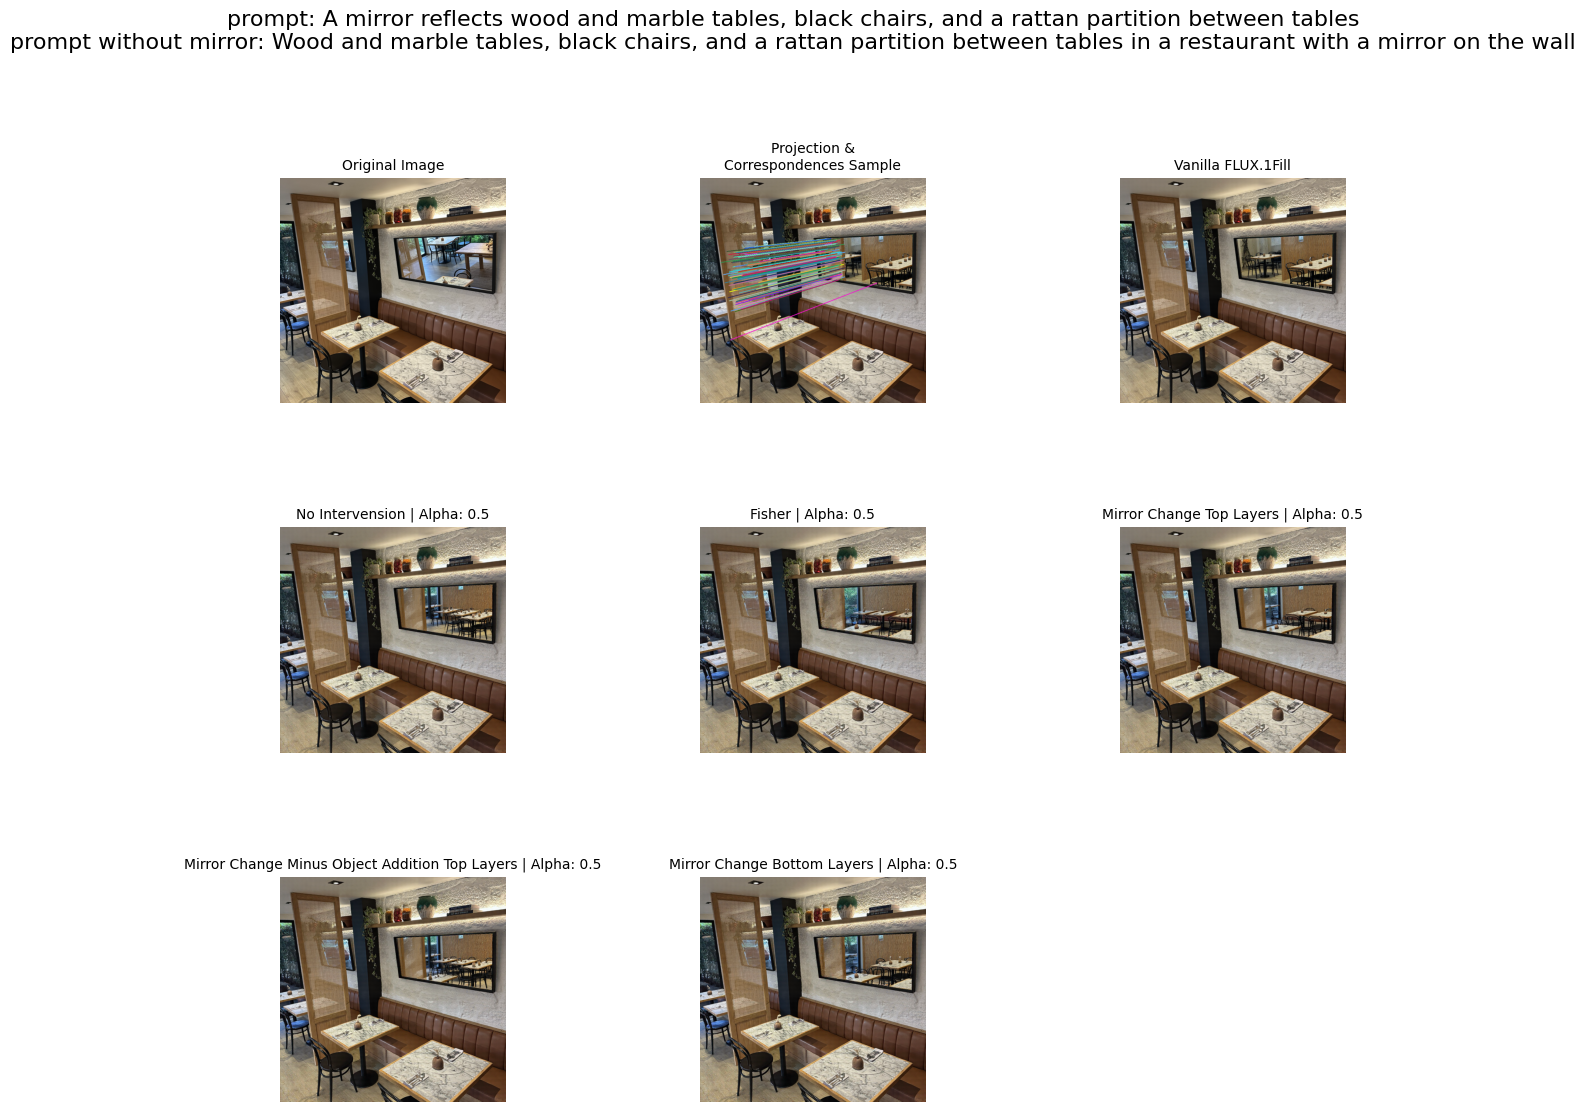 prompt: A mirror reflects wood and marble tables, black chairs, and a rattan partition between tables
prompt without mirror: Wood and marble tables, black chairs, and a rattan partition between tables in a restaurant with a mirror on the wall
Original Image
Projection &
Correspondences Sample
Vanilla FLUX.1Fill
No Intervension | Alpha: 0.5
Fisher | Alpha: 0.5
Mirror Change Top Layers | Alpha: 0.5
Mirror Change Minus Object Addition Top Layers | Alpha: 0.5
Mirror Change Bottom Layers | Alpha: 0.5